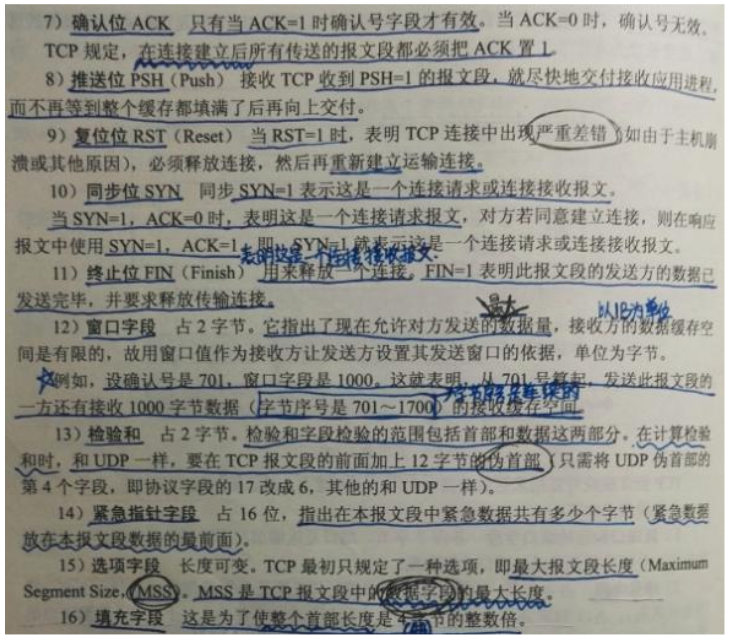 7）确认位 ACK 只有当 ACK=1 时确认号字段才有效。当 ACK=0 时，确认号无效。
TCP 规定，在连接建立后所有传送的报文段都必须把 ACK 置 1。
8）推送位 PSH（Push） 接收 TCP 收到 PSH=1 的报文段，就尽快地交付接收应用进程，
而不再等到整个缓存都填满了后再向上交付。
9）复位位 RST（Reset） 当 RST=1 时，表明 TCP 连接中出现严重差错（如由于主机崩
溃或其他原因），必须释放连接，然后再重新建立运输连接。
10）同步位 SYN 同步 SYN=1 表示这是一个连接请求或连接接收报文。
当 SYN=1，ACK=0 时，表明这是一个连接请求报文，对方若同意建立连接，则在响应
报文中使用 SYN=1，ACK=1。即，SYN=1 就表示这是一个连接请求或连接接收报文。
表明这是一个连接接收报文.
11）终止位 FIN（Finish） 用来释放一个连接。FIN=1 表明此报文段的发送方的数据已
发送完毕，并要求释放传输连接。
以1B为单位
12）窗口字段 占 2 字节。它指出了现在允许对方发送的数据量，接收方的数据缓存空
间是有限的，故用窗口值作为接收方让发送方设置其发送窗口的依据，单位为字节。
例如，设确认号是 701，窗口字段是 1000。这就表明，从 701 号算起，发送此报文段的
一方还有接收 1000 字节数据（字节序号是 701～1700）的接收缓存空间。
13）检验和 占 2 字节。检验和字段检验的范围包括首部和数据这两部分。在计算检验
和时，和 UDP 一样，要在 TCP 报文段的前面加上 12 字节的伪首部（只需将 UDP 伪首部的
第 4 个字段，即协议字段的 17 改成 6，其他的和 UDP 一样）。
14）紧急指针字段 占 16 位，指出在本报文段中紧急数据共有多少个字节（紧急数据
放在本报文段数据的最前面）。
15）选项字段 长度可变。TCP 最初只规定了一种选项，即最大报文段长度（Maximum
Segment Size，MSS）。MSS 是 TCP 报文段中的数据字段的最大长度。
16）填充字段 这是为了使整个首部长度是 4 字节的整数倍。